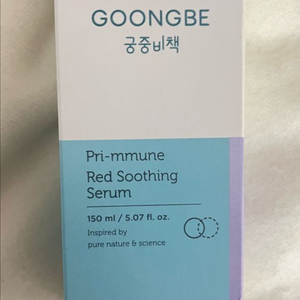 GOONGBE
궁중비책
Pri-mmune
Red Soothing
Serum
150 ml / 5.07 fl. oz.
Inspired by
pure nature & science